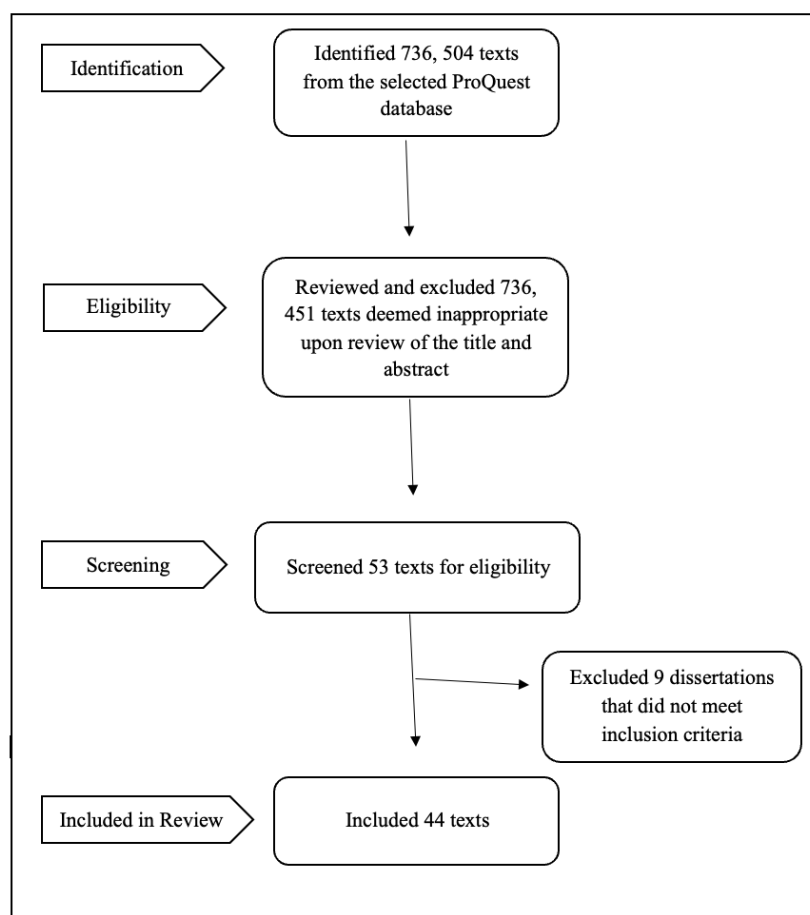 Identification
Identified 736, 504 texts
from the selected ProQuest
database
Eligibility
Reviewed and excluded 736,
451 texts deemed inappropriate
upon review of the title and
abstract
Screening
Screened 53 texts for eligibility
Excluded 9 dissertations
that did not meet
inclusion criteria
Included in Review
Included 44 texts